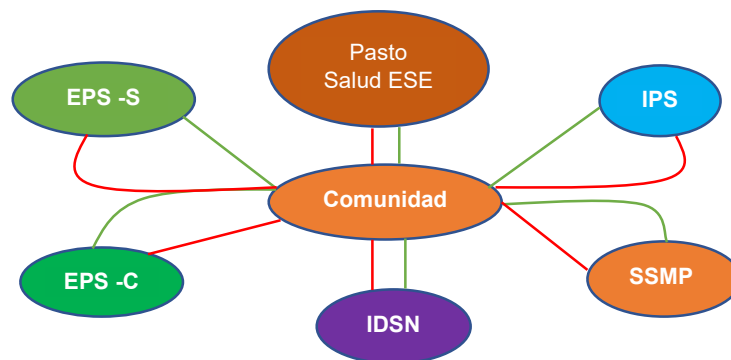 Pasto
Salud ESE
EPS -S
IPS
Comunidad
EPS -C
SSMP
IDSN